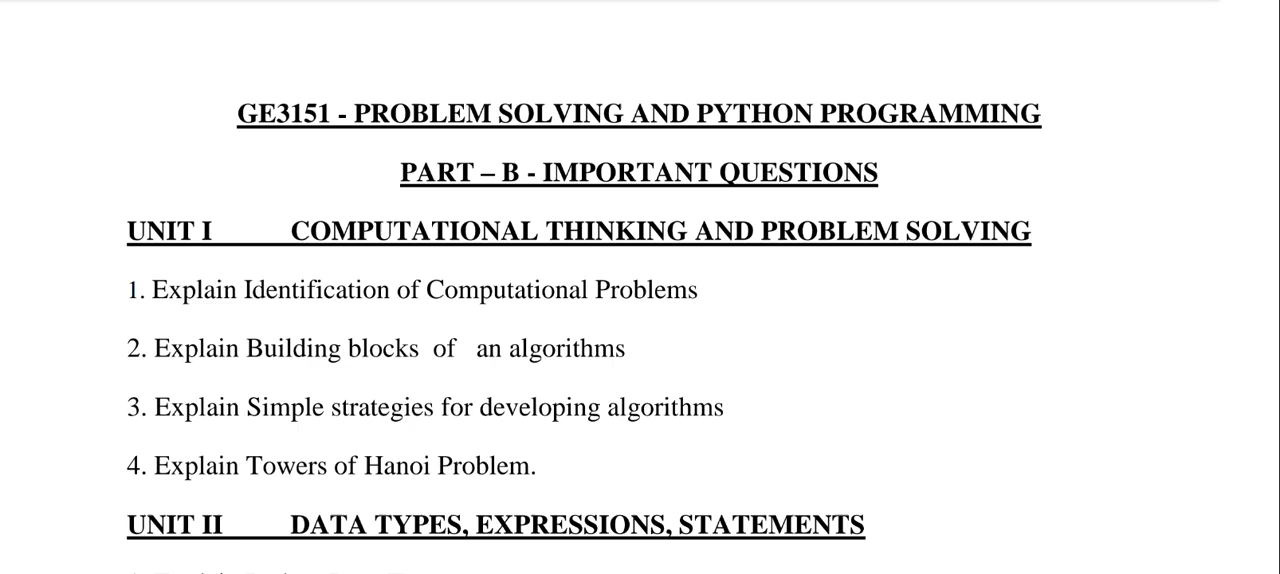 GE3151 - PROBLEM SOLVING AND PYTHON PROGRAMMING
PART – B - IMPORTANT QUESTIONS
UNIT I COMPUTATIONAL THINKING AND PROBLEM SOLVING
1. Explain Identification of Computational Problems
2. Explain Building blocks of an algorithms
3. Explain Simple strategies for developing algorithms
4. Explain Towers of Hanoi Problem.
UNIT II DATA TYPES, EXPRESSIONS, STATEMENTS